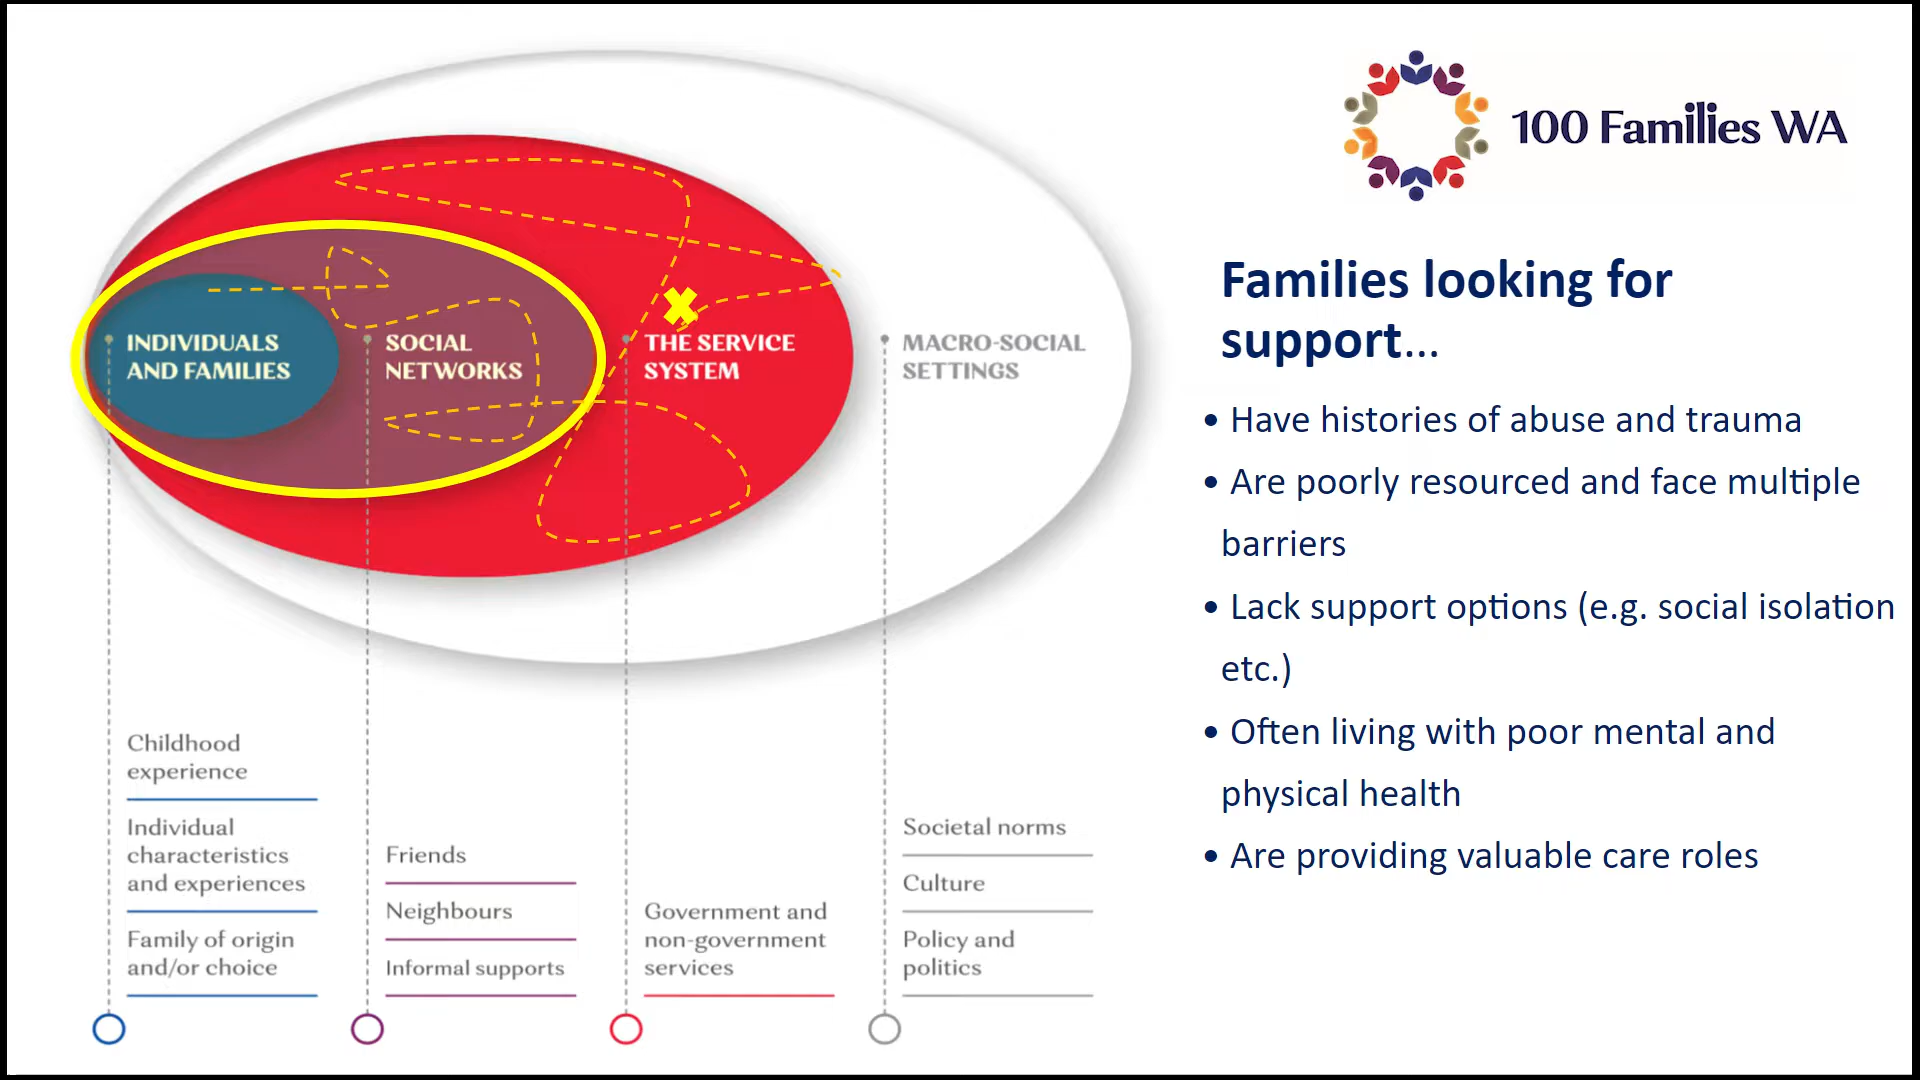 100 Families WA
Families looking for
support...
• Have histories of abuse and trauma
• Are poorly resourced and face multiple
barriers
• Lack support options (e.g. social isolation
etc.)
• Often living with poor mental and
physical health
• Are providing valuable care roles
INDIVIDUALS
AND FAMILIES
SOCIAL
NETWORKS
THE SERVICE
SYSTEM
MACRO-SOCIAL
SETTINGS
Childhood
experience
Individual
characteristics
and experiences
Family of origin
and/or choice
Friends
Neighbours
Informal supports
Government and
non-government
services
Societal norms
Culture
Policy and
politics